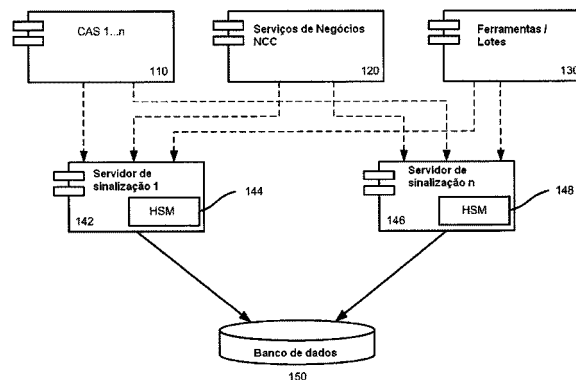 CAS 1...n
110
Serviços de Negócios
NCC
120
Ferramentas /
Lotes
130
Servidor de
sinalização 1
HSM
142
144
Servidor de
sinalização n
HSM
146
148
Banco de dados
150